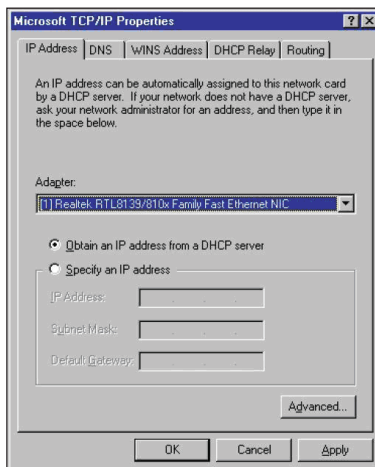 Microsoft TCP/IP Properties
IP Address DNS WINS Address DHCP Relay Routing
An IP address can be automatically assigned to this network card
by a DHCP server. If your network does not have a DHCP server,
ask your network administrator for an address, and then type it in
the space below.
Adapter:
[1] Realtek RTL8139/810x Family Fast Ethernet NIC
Obtain an IP address from a DHCP server
Specify an IP address
IP Address:
Subnet Mask:
Default Gateway:
Advanced...
OK Cancel Apply